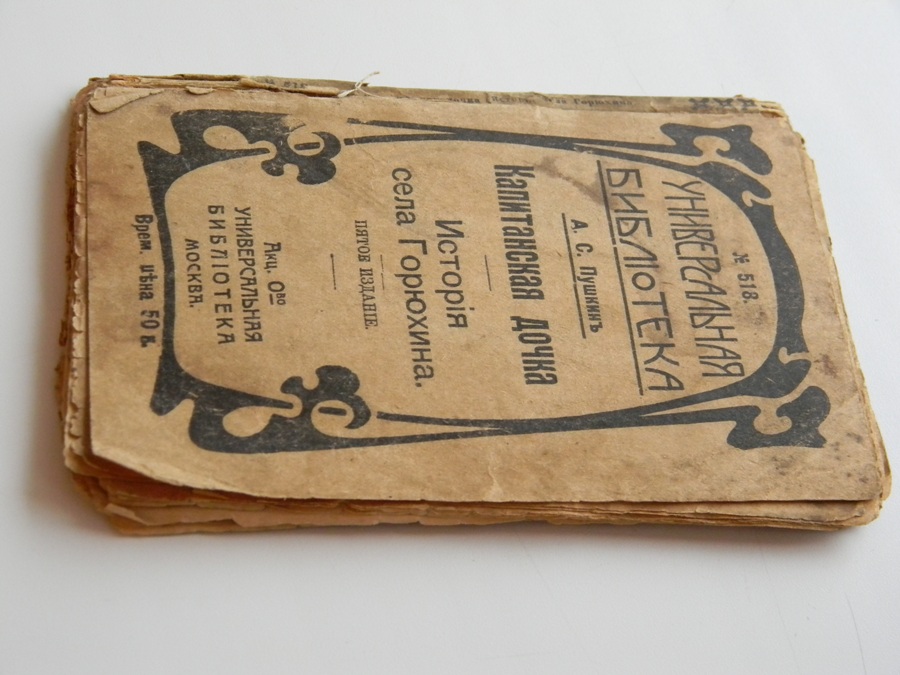 № 518.
УНИВЕРСАЛЬНАЯ
БИБЛІОТЕКА
А. С. Пушкинъ
Капитанская дочка
Исторія
села Горюхина.
ПЯТОЕ ИЗДАНІЕ.
Акц. Ово
УНИВЕРСАЛЬНАЯ
БИБЛІОТЕКА
МОСКВА.
Врем. цѣна 50 к.